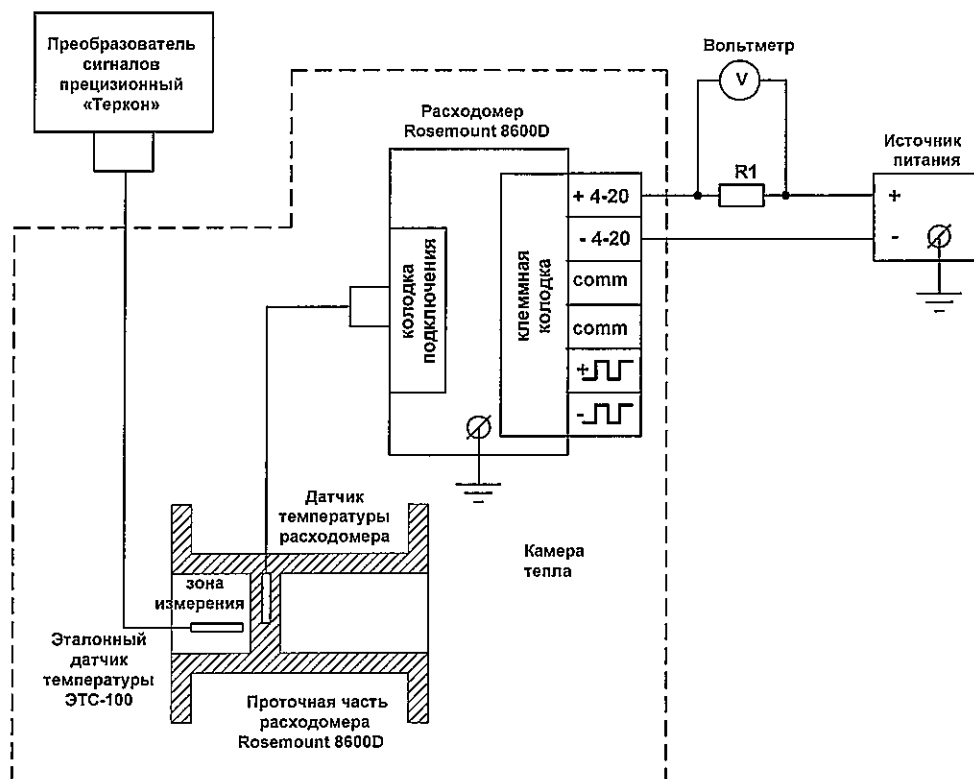 Преобразователь
сигналов
прецизионный
«Теркон»
Вольтметр
V
Расходомер
Rosemount 8600D
R1
Источник
питания
+
-
+ 4-20
- 4-20
comm
comm
+
-
колодка
подключения
клеммная
колодка
Датчик
температуры
расходомера
Камера
тепла
зона
измерения
Эталонный
датчик
температуры
ЭТС-100
Проточная часть
расходомера
Rosemount 8600D